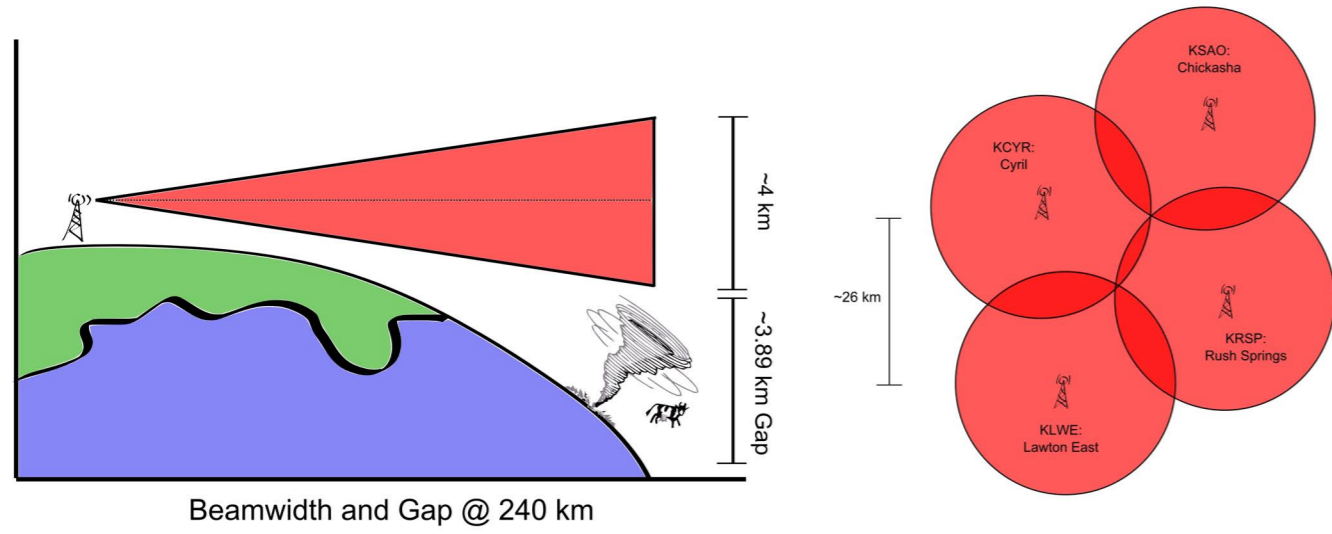 ~4 km
~3.89 km Gap
Beamwidth and Gap @ 240 km
KSAO:
Chickasha
KCYR:
Cyril
~26 km
KRSP:
Rush Springs
KLWE:
Lawton East